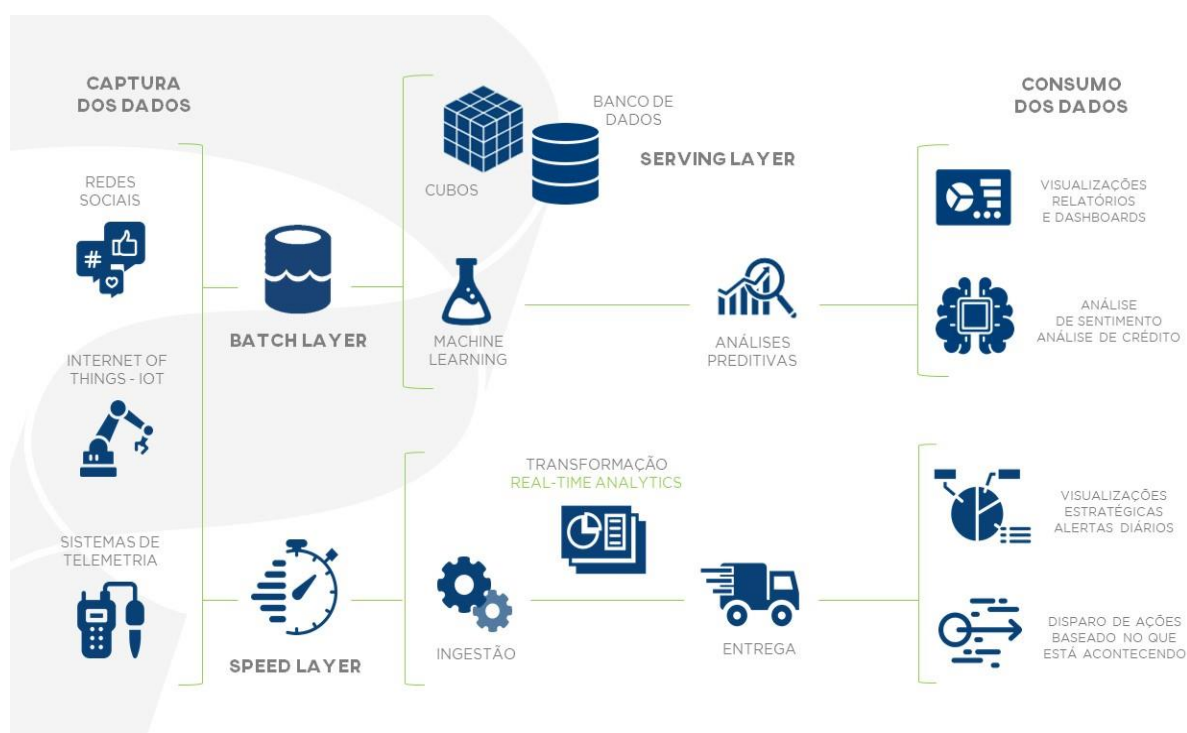 CAPTURA
DOS DADOS
REDES
SOCIAIS
#
INTERNET OF
THINGS - IOT
SISTEMAS DE
TELEMETRIA
BATCH LAYER
SPEED LAYER
CUBOS
BANCO DE
DADOS
SERVING LAYER
MACHINE
LEARNING
ANÁLISES
PREDITIVAS
TRANSFORMAÇÃO
REAL-TIME ANALYTICS
INGESTÃO
ENTREGA
CONSUMO
DOS DADOS
VISUALIZAÇÕES
RELATÓRIOS
E DASHBOARDS
ANÁLISE
DE SENTIMENTO
ANÁLISE DE CRÉDITO
VISUALIZAÇÕES
ESTRATÉGICAS
ALERTAS DIÁRIOS
DISPARO DE AÇÕES
BASEADO NO QUE
ESTÁ ACONTECENDO